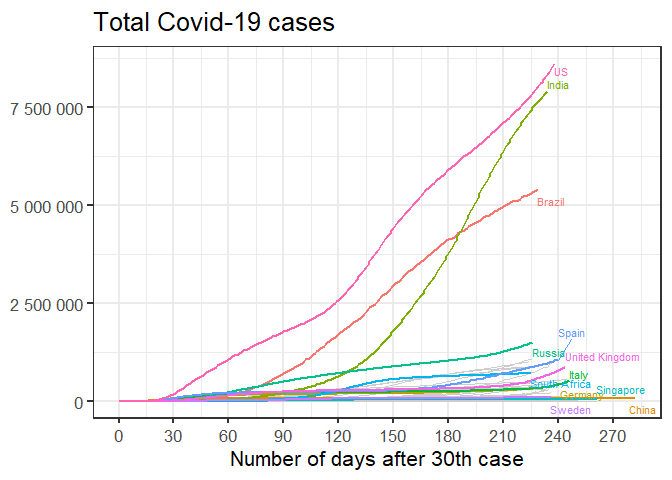 Total Covid-19 cases
US
India
7 500 000
Brazil
5 000 000
2 500 000
Spain
Russia
United Kingdom
Italy
South Africa
Singapore
Germany
0
Sweden
China
0 30 60 90 120 150 180 210 240 270
Number of days after 30th case